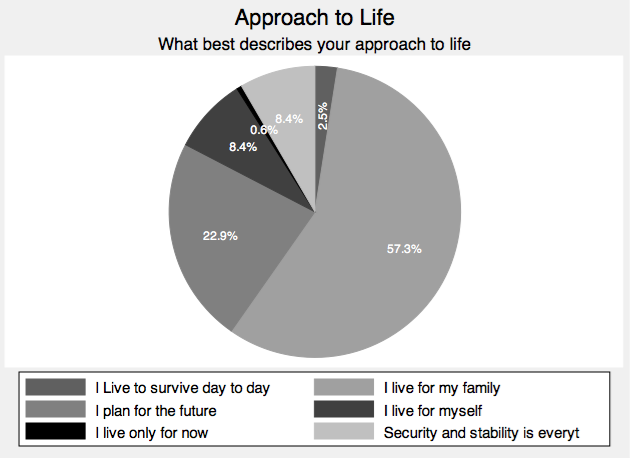 Approach to Life
What best describes your approach to life
8.4%
2.5%
0.6%
8.4%
22.9%
57.3%
I Live to survive day to day
I live for my family
I plan for the future
I live for myself
I live only for now
Security and stability is everyt